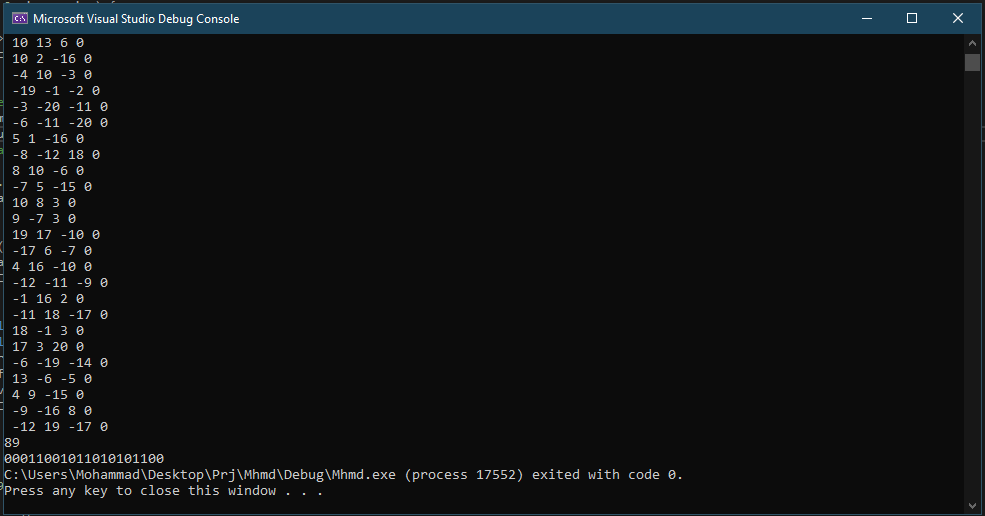 Microsoft Visual Studio Debug Console
10 13 6 0
10 2 -16 0
-4 10 -3 0
-19 -1 -2 0
-3 -20 -11 0
-6 -11 -20 0
5 1 -16 0
-8 -12 18 0
8 10 -6 0
-7 5 -15 0
10 8 3 0
9 -7 3 0
19 17 -10 0
-17 6 -7 0
4 16 -10 0
-12 -11 -9 0
-1 16 2 0
-11 18 -17 0
18 -1 3 0
17 3 20 0
-6 -19 -14 0
13 -6 -5 0
4 9 -15 0
-9 -16 8 0
-12 19 -17 0
89
00011001011010101100
C:\Users\Mohammad\Desktop\Prj\Mhmd\Debug\Mhmd.exe (process 17552) exited with code 0.
Press any key to close this window . . .